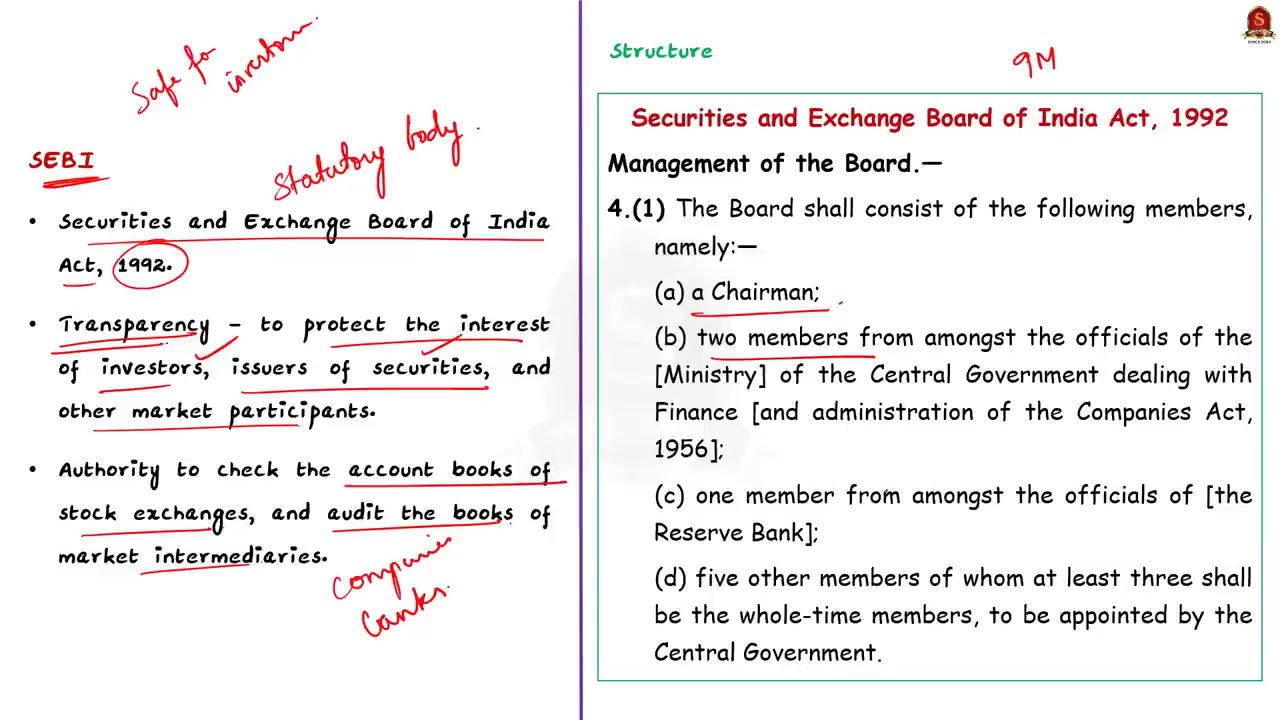 Safe for
investors.
Statutory body.
SEBI
• Securities and Exchange Board of India
Act, 1992.
• Transparency - to protect the interest
of investors, issuers of securities, and
other market participants.
• Authority to check the account books of
stock exchanges, and audit the books of
market intermediaries.
Companies
banks.
Structure
9M
S
SINCE 2004
Securities and Exchange Board of India Act, 1992
Management of the Board.—
4.(1) The Board shall consist of the following members,
namely:—
(a) a Chairman;
(b) two members from amongst the officials of the
[Ministry] of the Central Government dealing with
Finance [and administration of the Companies Act,
1956];
(c) one member from amongst the officials of [the
Reserve Bank];
(d) five other members of whom at least three shall
be the whole-time members, to be appointed by the
Central Government.